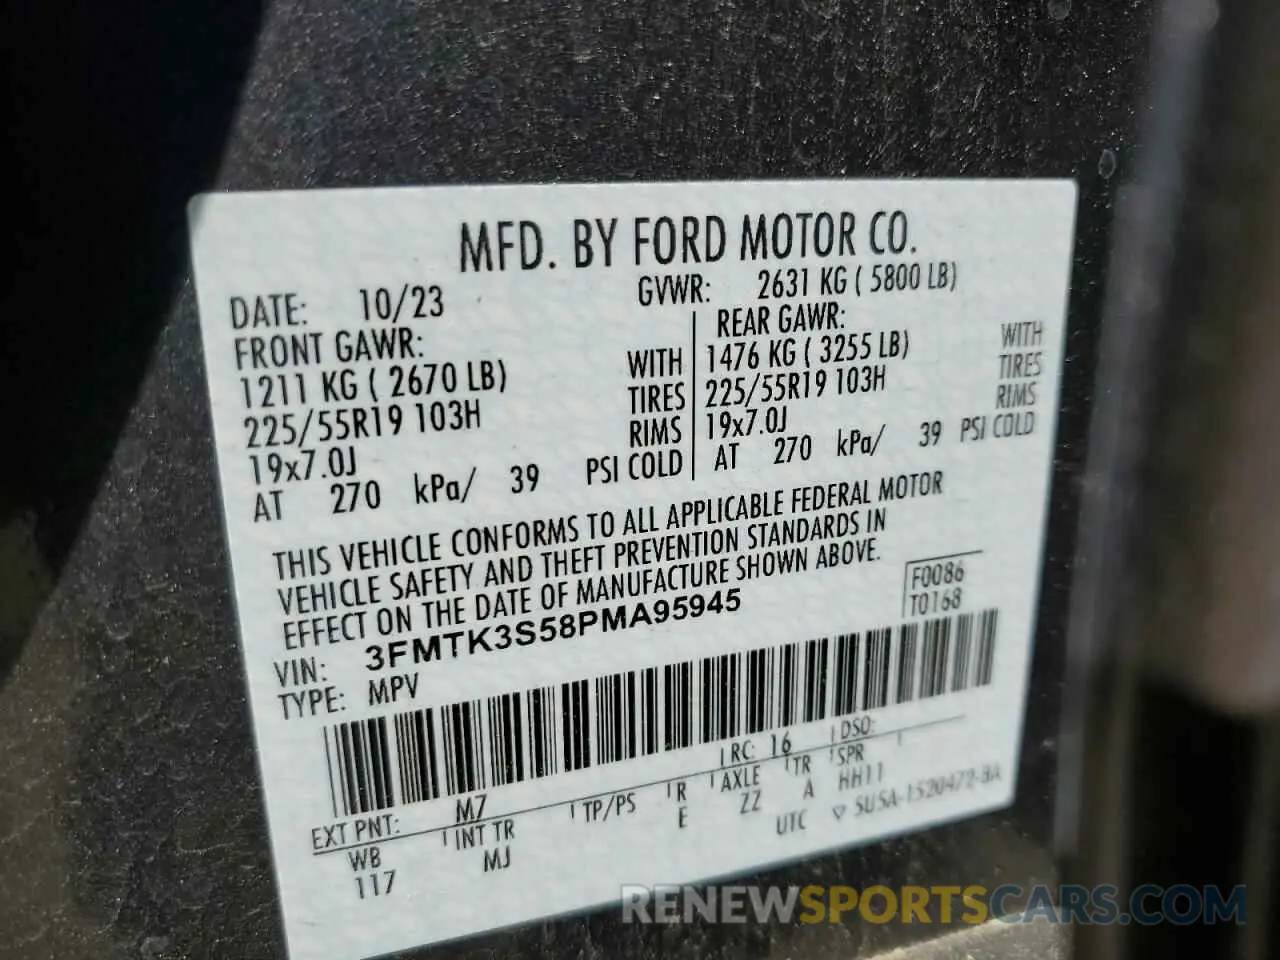 MFD. BY FORD MOTOR CO.
DATE: 10/23
GVWR: 2631 KG ( 5800 LB)
FRONT GAWR:
1211 KG ( 2670 LB) WITH
225/55R19 103H TIRES
19x7.0J RIMS
AT 270 kPa/ 39 PSI COLD
REAR GAWR:
1476 KG ( 3255 LB) WITH
225/55R19 103H TIRES
19x7.0J RIMS
AT 270 kPa/ 39 PSI COLD
THIS VEHICLE CONFORMS TO ALL APPLICABLE FEDERAL MOTOR
VEHICLE SAFETY AND THEFT PREVENTION STANDARDS IN
EFFECT ON THE DATE OF MANUFACTURE SHOWN ABOVE.
VIN: 3FMTK3S58PMA95945
F0086
T0168
TYPE: MPV
EXT PNT: M7 RC: 16 DSO:
WB INT TR TP/PS R AXLE TR SPR
117 MJ E ZZ A HH11
UTC ▽ SUSA-1520472-BA
RENEWSPORTSCARS.COM